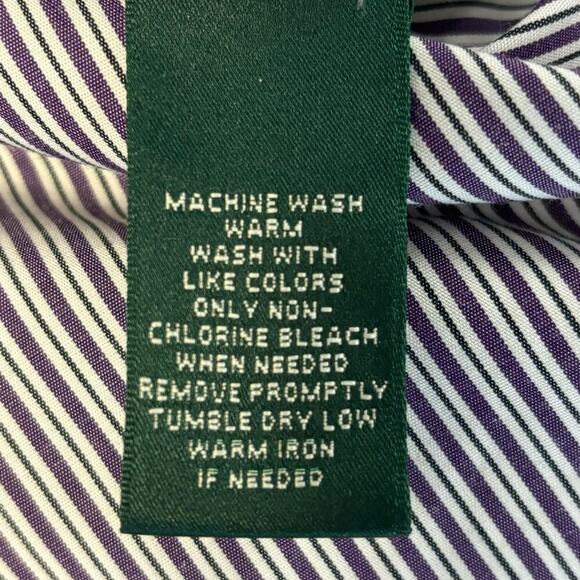 MACHINE WASH
WARM
WASH WITH
LIKE COLORS
ONLY NON-
CHLORINE BLEACH
WHEN NEEDED
REMOVE PROMPTLY
TUMBLE DRY LOW
WARM IRON
IF NEEDED